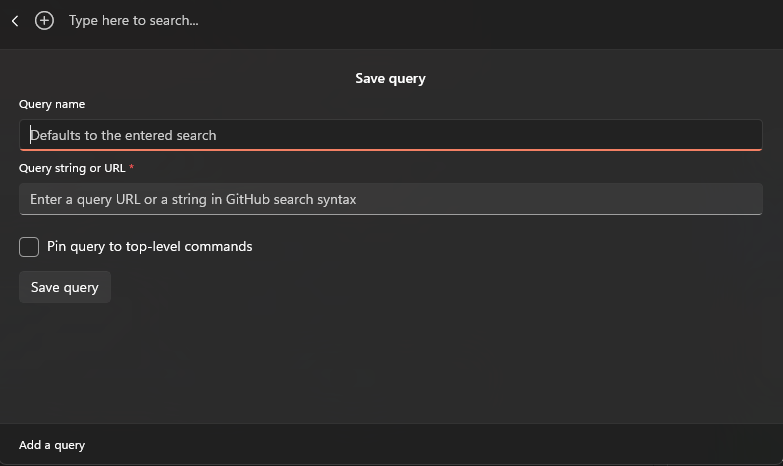 Type here to search...
Save query
Query name
Defaults to the entered search
Query string or URL *
Enter a query URL or a string in GitHub search syntax
Pin query to top-level commands
Save query
Add a query